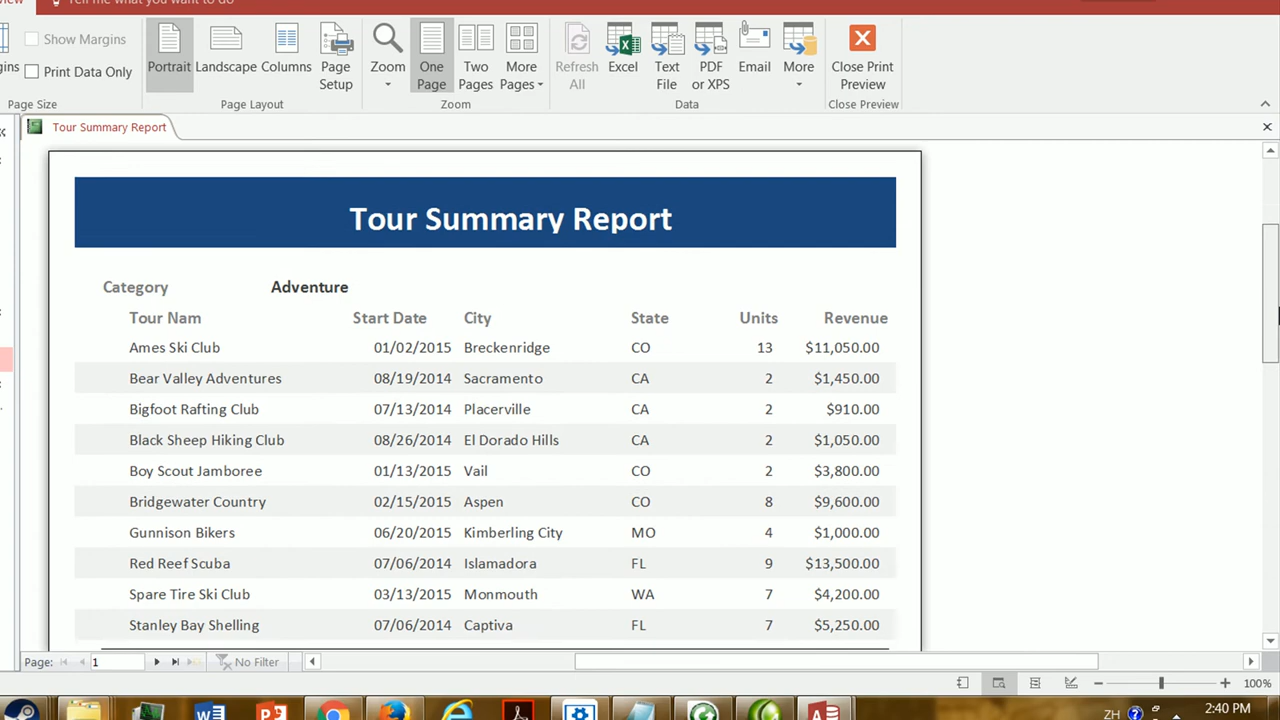 Tell me what you want to do
Show Margins
Print Data Only
Page Size
Portrait
Landscape
Columns
Page Setup
Page Layout
Zoom
One Page
Two Pages
More Pages
Zoom
Refresh All
Excel
Text File
PDF or XPS
Email
More
Data
Close Print Preview
Close Preview
Tour Summary Report
Tour Summary Report
Category Adventure
Tour Nam Start Date City State Units Revenue
Ames Ski Club 01/02/2015 Breckenridge CO 13 $11,050.00
Bear Valley Adventures 08/19/2014 Sacramento CA 2 $1,450.00
Bigfoot Rafting Club 07/13/2014 Placerville CA 2 $910.00
Black Sheep Hiking Club 08/26/2014 El Dorado Hills CA 2 $1,050.00
Boy Scout Jamboree 01/13/2015 Vail CO 2 $3,800.00
Bridgewater Country 02/15/2015 Aspen CO 8 $9,600.00
Gunnison Bikers 06/20/2015 Kimberling City MO 4 $1,000.00
Red Reef Scuba 07/06/2014 Islamadora FL 9 $13,500.00
Spare Tire Ski Club 03/13/2015 Monmouth WA 7 $4,200.00
Stanley Bay Shelling 07/06/2014 Captiva FL 7 $5,250.00
Page: 1 No Filter
100%
ZH 2:40 PM